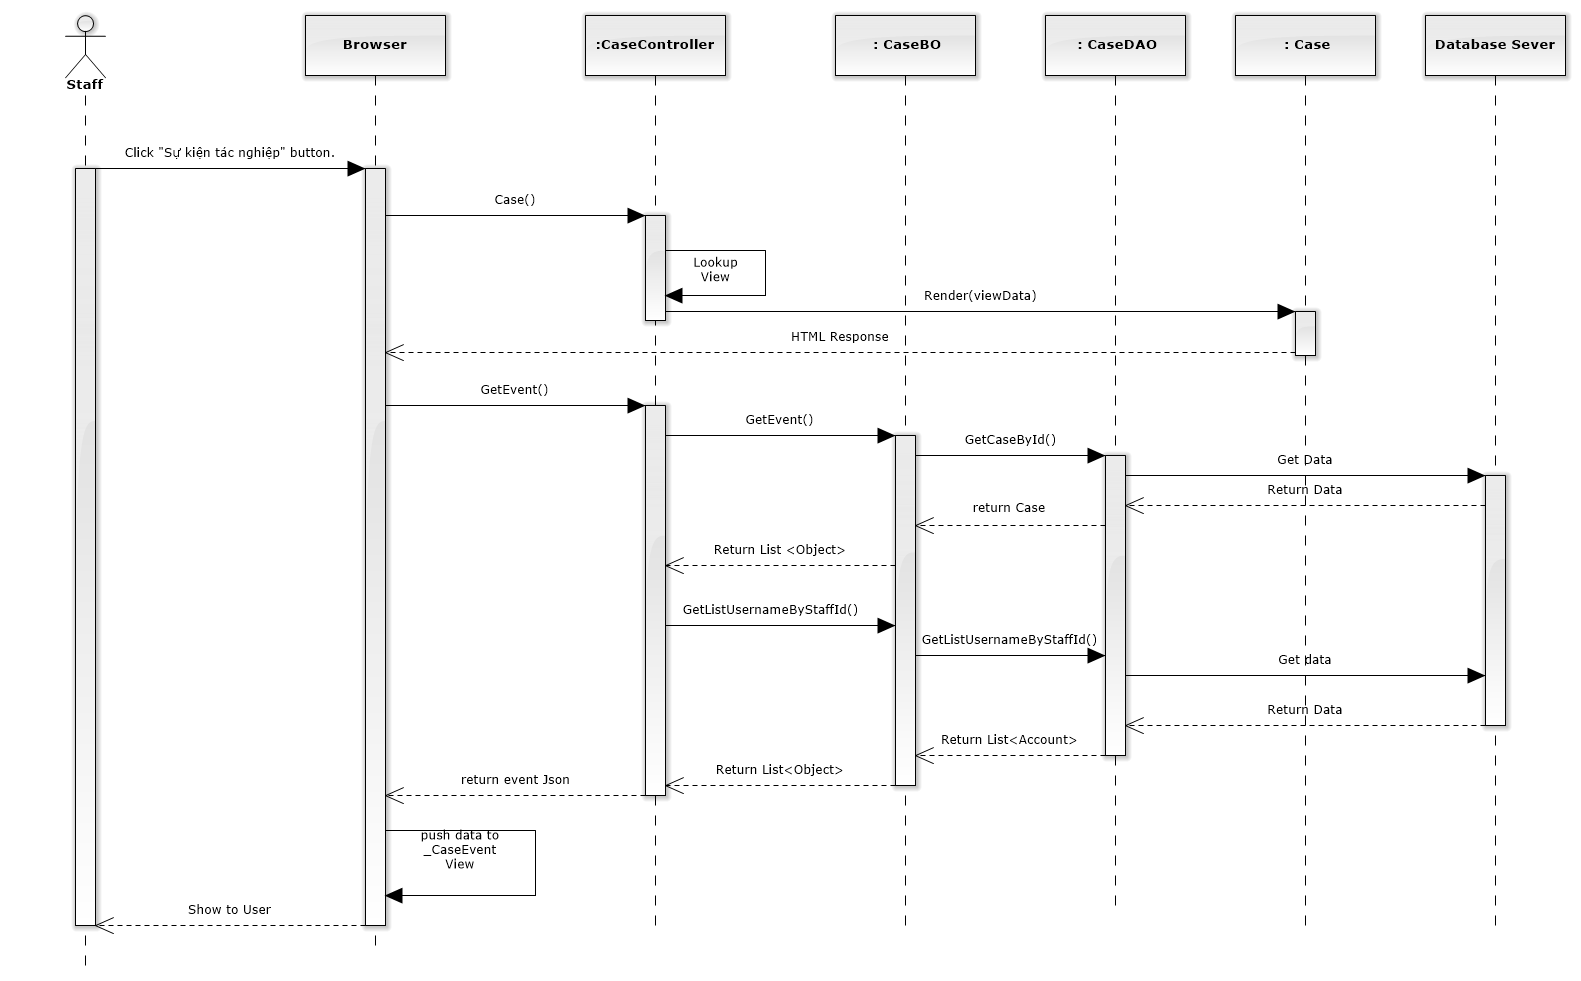 Staff
Browser
:CaseController
: CaseBO
: CaseDAO
: Case
Database Sever
Click "Sự kiện tác nghiệp" button.
Case()
Lookup
View
Render(viewData)
HTML Response
GetEvent()
GetEvent()
GetCaseById()
Get Data
Return Data
return Case
Return List <Object>
GetListUsernameByStaffId()
GetListUsernameByStaffId()
Get data
Return Data
Return List<Account>
Return List<Object>
return event Json
push data to
_CaseEvent
View
Show to User